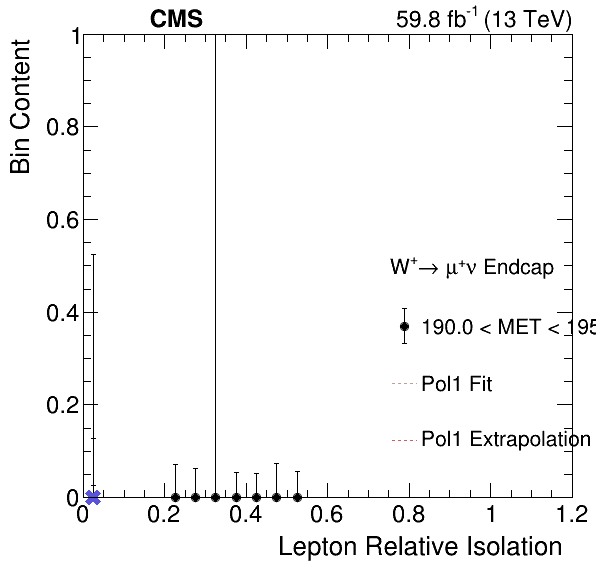 CMS 59.8 fb⁻¹ (13 TeV)
Bin Content
1
0.8
0.6
0.4
0.2
0
W⁺→ μ⁺ν Endcap
190.0 < MET < 195
Pol1 Fit
Pol1 Extrapolation
0 0.2 0.4 0.6 0.8 1 1.2
Lepton Relative Isolation